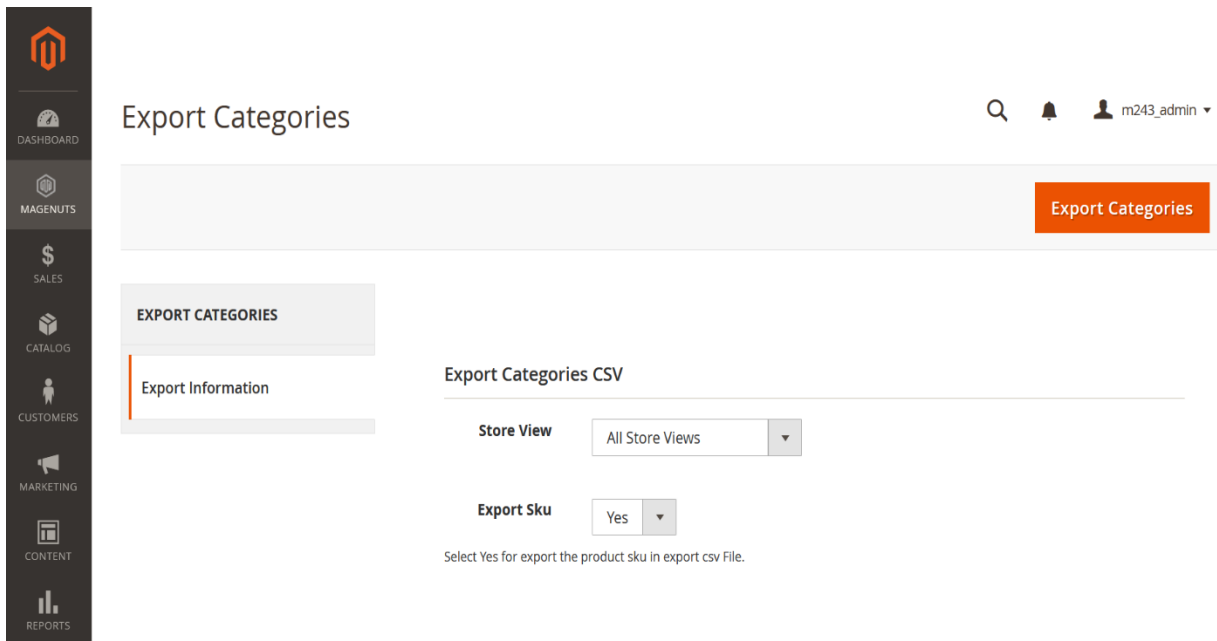 DASHBOARD
MAGENUTS
SALES
CATALOG
CUSTOMERS
MARKETING
CONTENT
REPORTS
Export Categories
m243_admin
Export Categories
EXPORT CATEGORIES
Export Information
Export Categories CSV
Store View All Store Views
Export Sku Yes
Select Yes for export the product sku in export csv File.